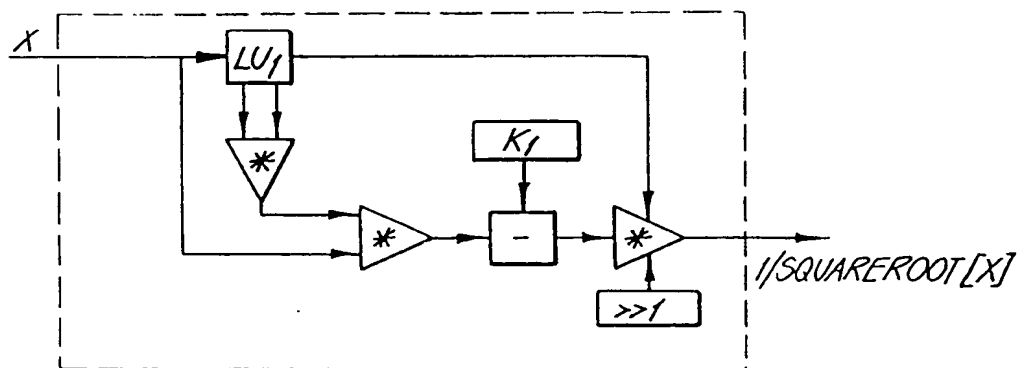 X
LU1
*
K1
*
-
*
1/SQUAREROOT[X]
>>1